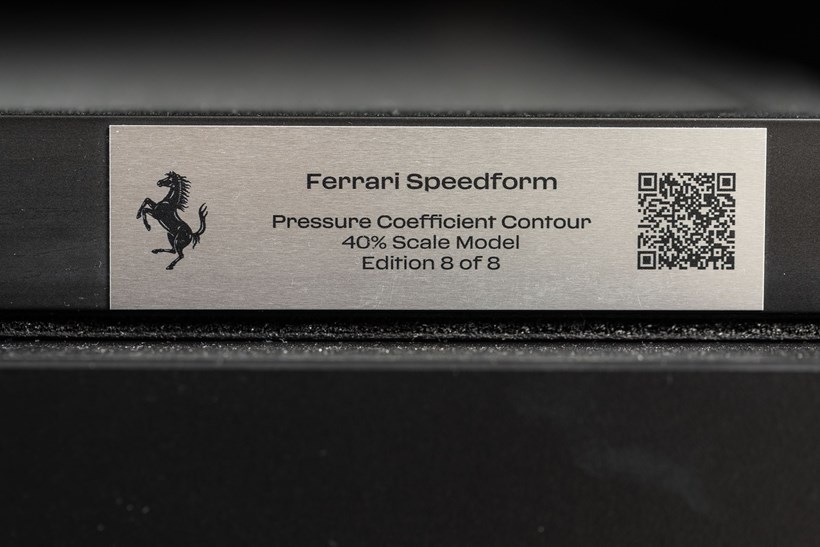 Ferrari Speedform
Pressure Coefficient Contour
40% Scale Model
Edition 8 of 8